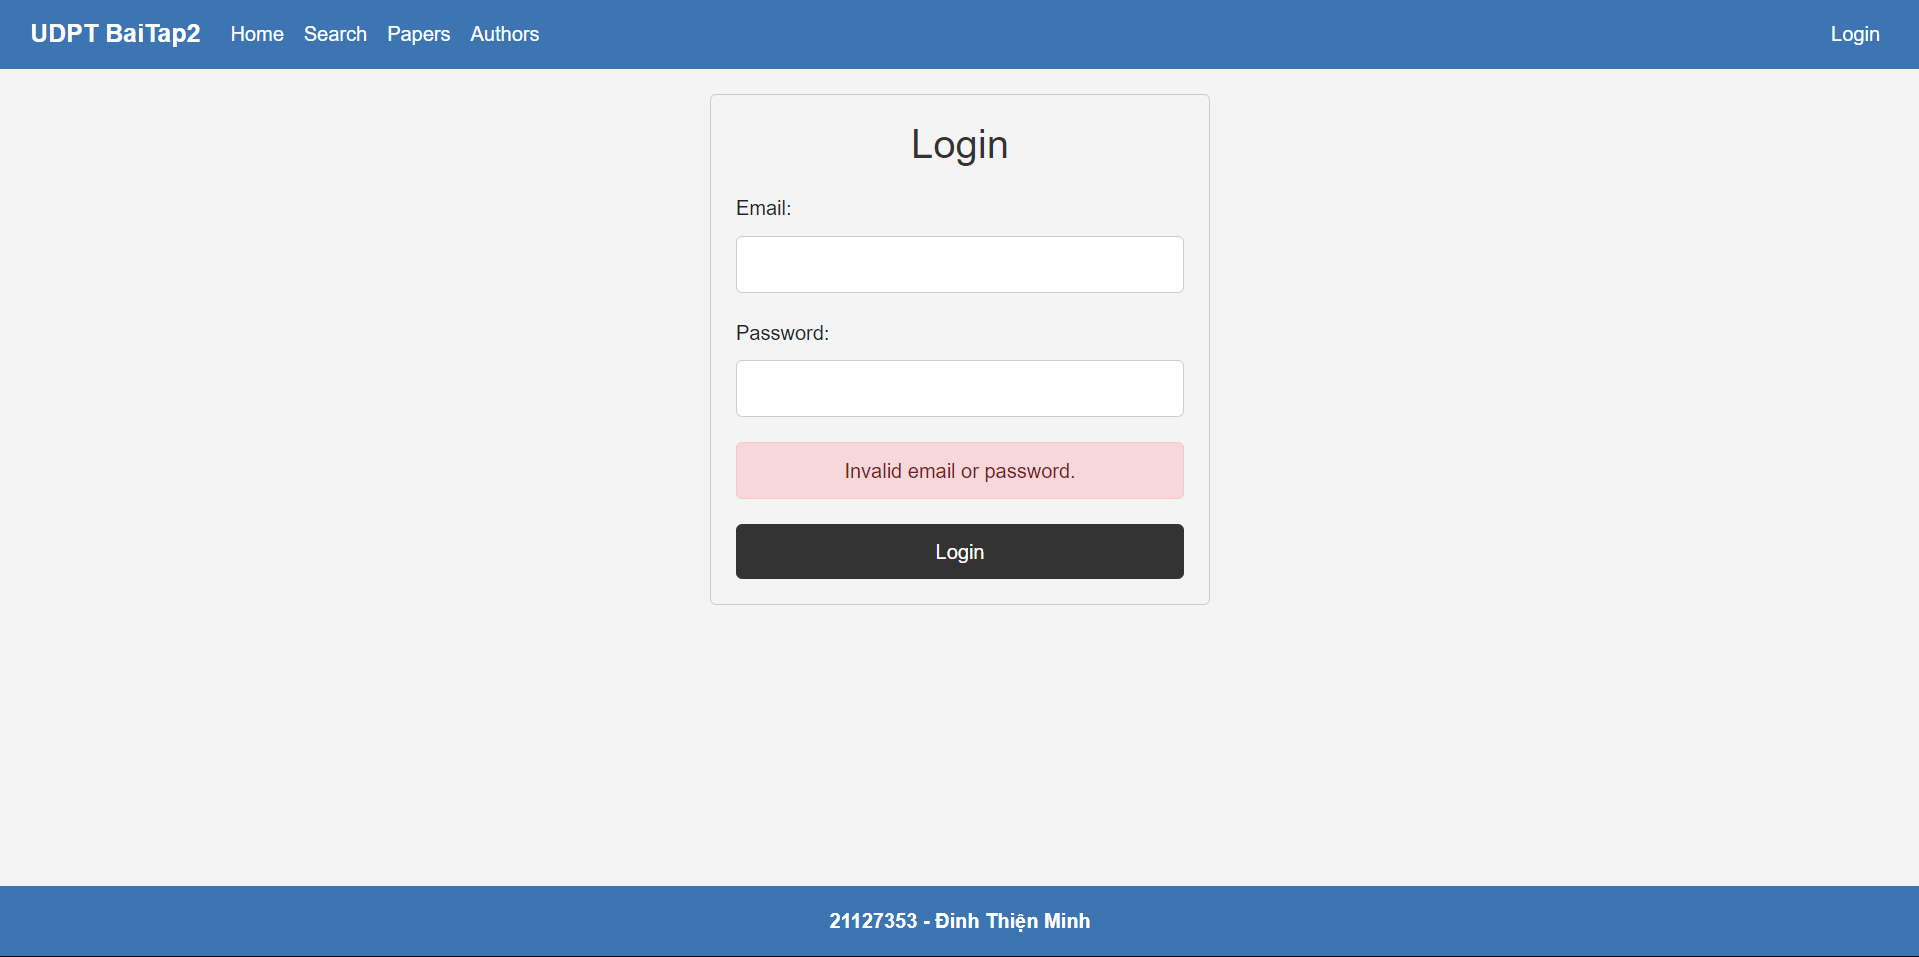 UDPT BaiTap2 Home Search Papers Authors Login
Login
Email:
Password:
Invalid email or password.
Login
21127353 - Đinh Thiện Minh